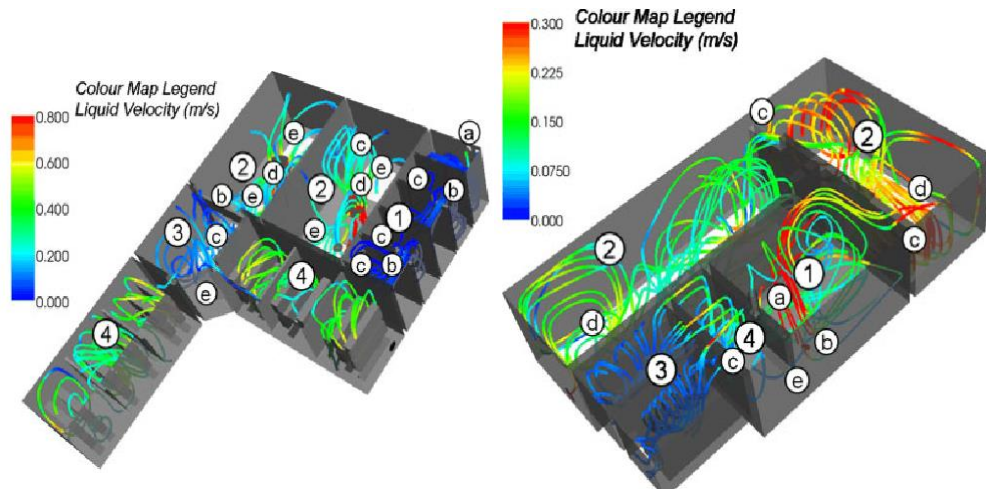 Colour Map Legend
Liquid Velocity (m/s)
0.800
0.600
0.400
0.200
0.000
a
e
c
2
d
e
b
e
2
d
c
b
1
3
c
e
c
c
b
4
e
4
Colour Map Legend
Liquid Velocity (m/s)
0.300
0.225
0.150
0.0750
0.000
c
2
d
c
2
1
a
d
4
b
3
c
e